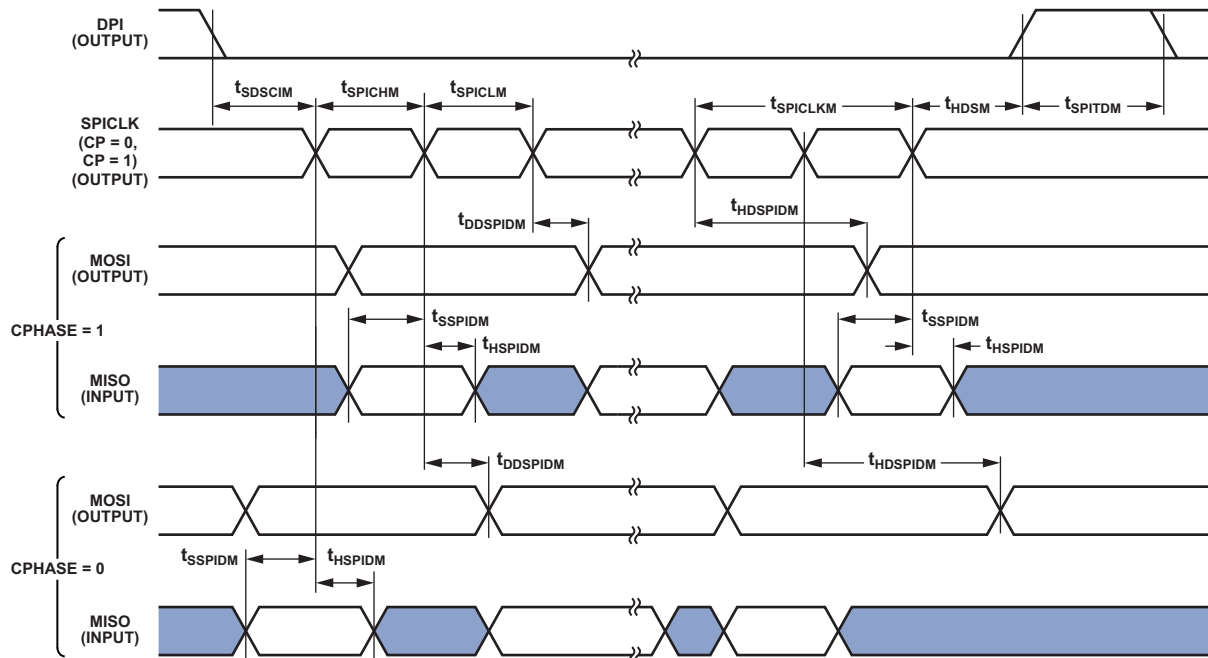 DPI
(OUTPUT)
tSDSCIM tSPICHM tSPICLM tSPICLKM tHDSM tSPITDM
SPICLK
(CP = 0,
CP = 1)
(OUTPUT)
tDDSPIDM tHDSPIDM
MOSI
(OUTPUT)
CPHASE = 1
tSSPIDM tSSPIDM
tHSPIDM tHSPIDM
MISO
(INPUT)
tDDSPIDM tHDSPIDM
MOSI
(OUTPUT)
tSSPIDM tHSPIDM
CPHASE = 0
MISO
(INPUT)